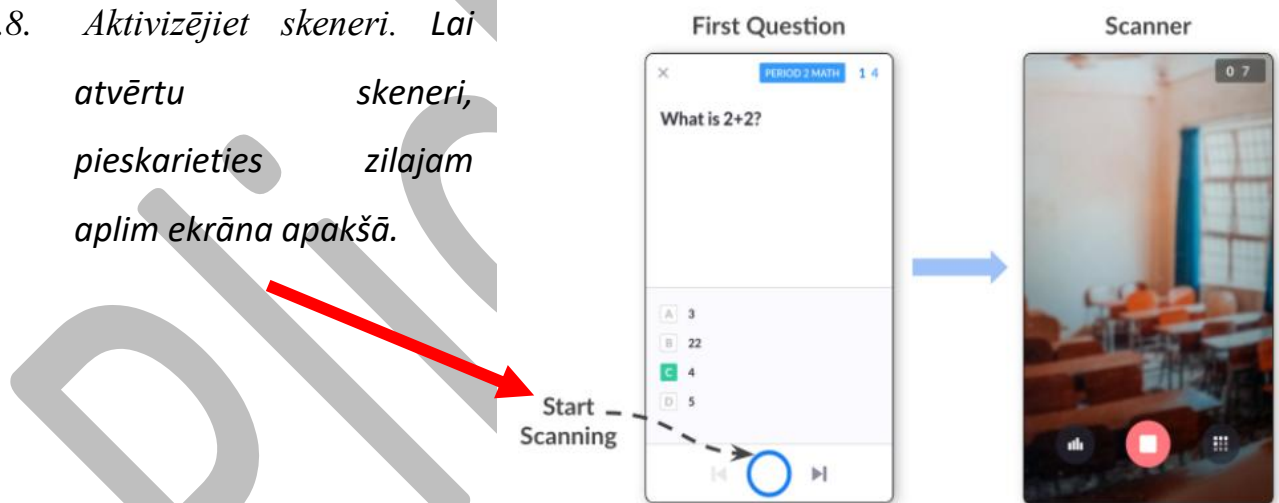 .8. Aktivizējiet skeneri. Lai
atvērtu skeneri,
pieskarieties zilajam
aplim ekrāna apakšā.
First Question
PERIOD 2 MATH 1 4
What is 2+2?
A 3
B 22
C 4
D 5
Start
Scanning
Scanner
0 7